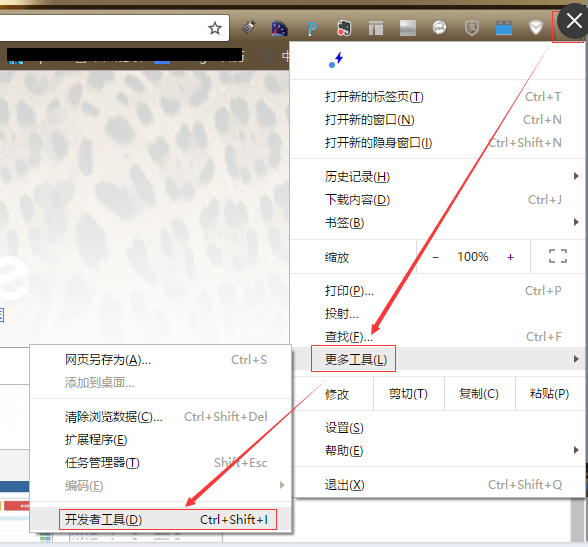 打开新的标签页(T) Ctrl+T
打开新的窗口(N) Ctrl+N
打开新的隐身窗口(I) Ctrl+Shift+N
历史记录(H)
下载内容(D) Ctrl+J
书签(B)
缩放 − 100% +
打印(P)... Ctrl+P
投射...
查找(F)... Ctrl+F
更多工具(L)
修改 剪切(T) 复制(C) 粘贴(P)
设置(S)
帮助(E)
退出(X) Ctrl+Shift+Q
网页另存为(A)... Ctrl+S
添加到桌面...
清除浏览数据(C)... Ctrl+Shift+Del
扩展程序(E)
任务管理器(T) Shift+Esc
编码(E)
开发者工具(D) Ctrl+Shift+I